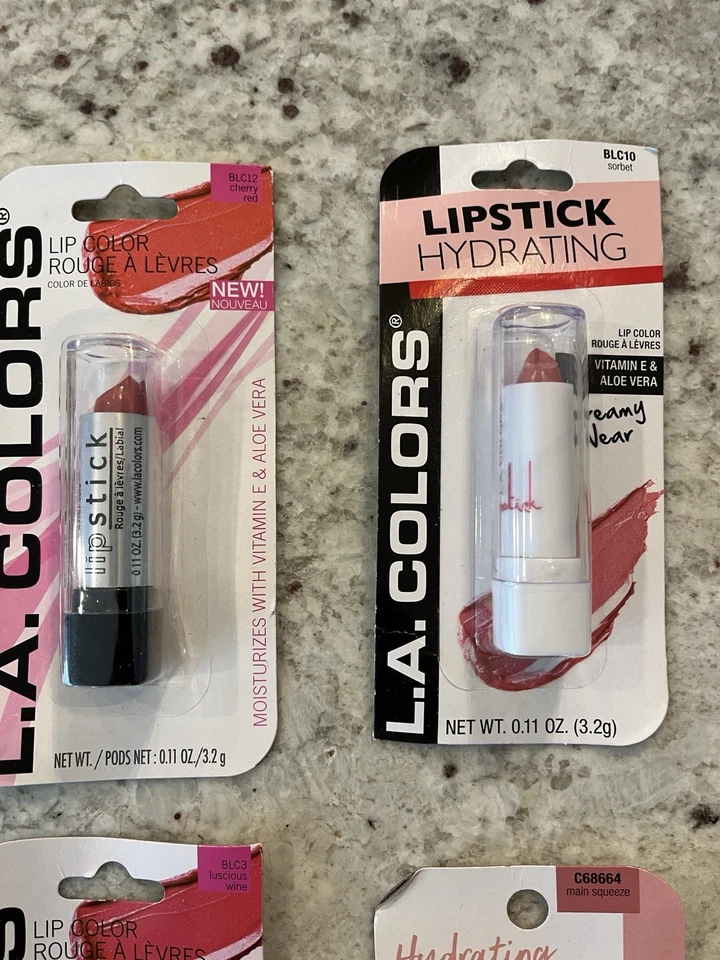 BLC12
cherry
red
LIP COLOR
ROUGE À LÈVRES
COLOR DE LABIOS
NEW!
NOUVEAU
L.A. COLORS®
lipstick
Rouge à lèvres/Labial
0.11 OZ. (3.2 g) - www.lacolors.com
MOISTURIZES WITH VITAMIN E & ALOE VERA
NET WT. / PODS NET : 0.11 OZ./3.2 g
BLC10
sorbet
LIPSTICK
HYDRATING
L.A. COLORS®
LIP COLOR
ROUGE À LÈVRES
VITAMIN E &
ALOE VERA
NET WT. 0.11 OZ. (3.2g)
BLC3
luscious
wine
LIP COLOR
ROUGE À LÈVRES
S
C68664
main squeeze
Hydrating